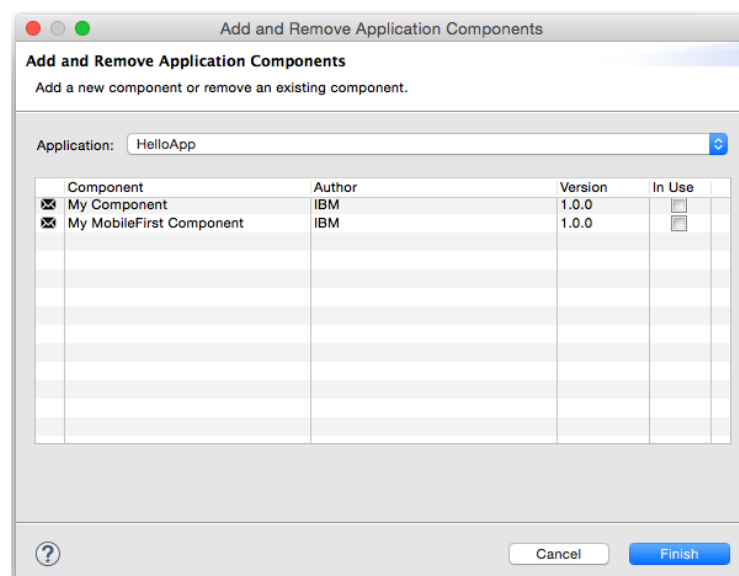 Add and Remove Application Components
Add and Remove Application Components
Add a new component or remove an existing component.
Application: HelloApp
Component Author Version In Use
My Component IBM 1.0.0
My MobileFirst Component IBM 1.0.0
? Cancel Finish